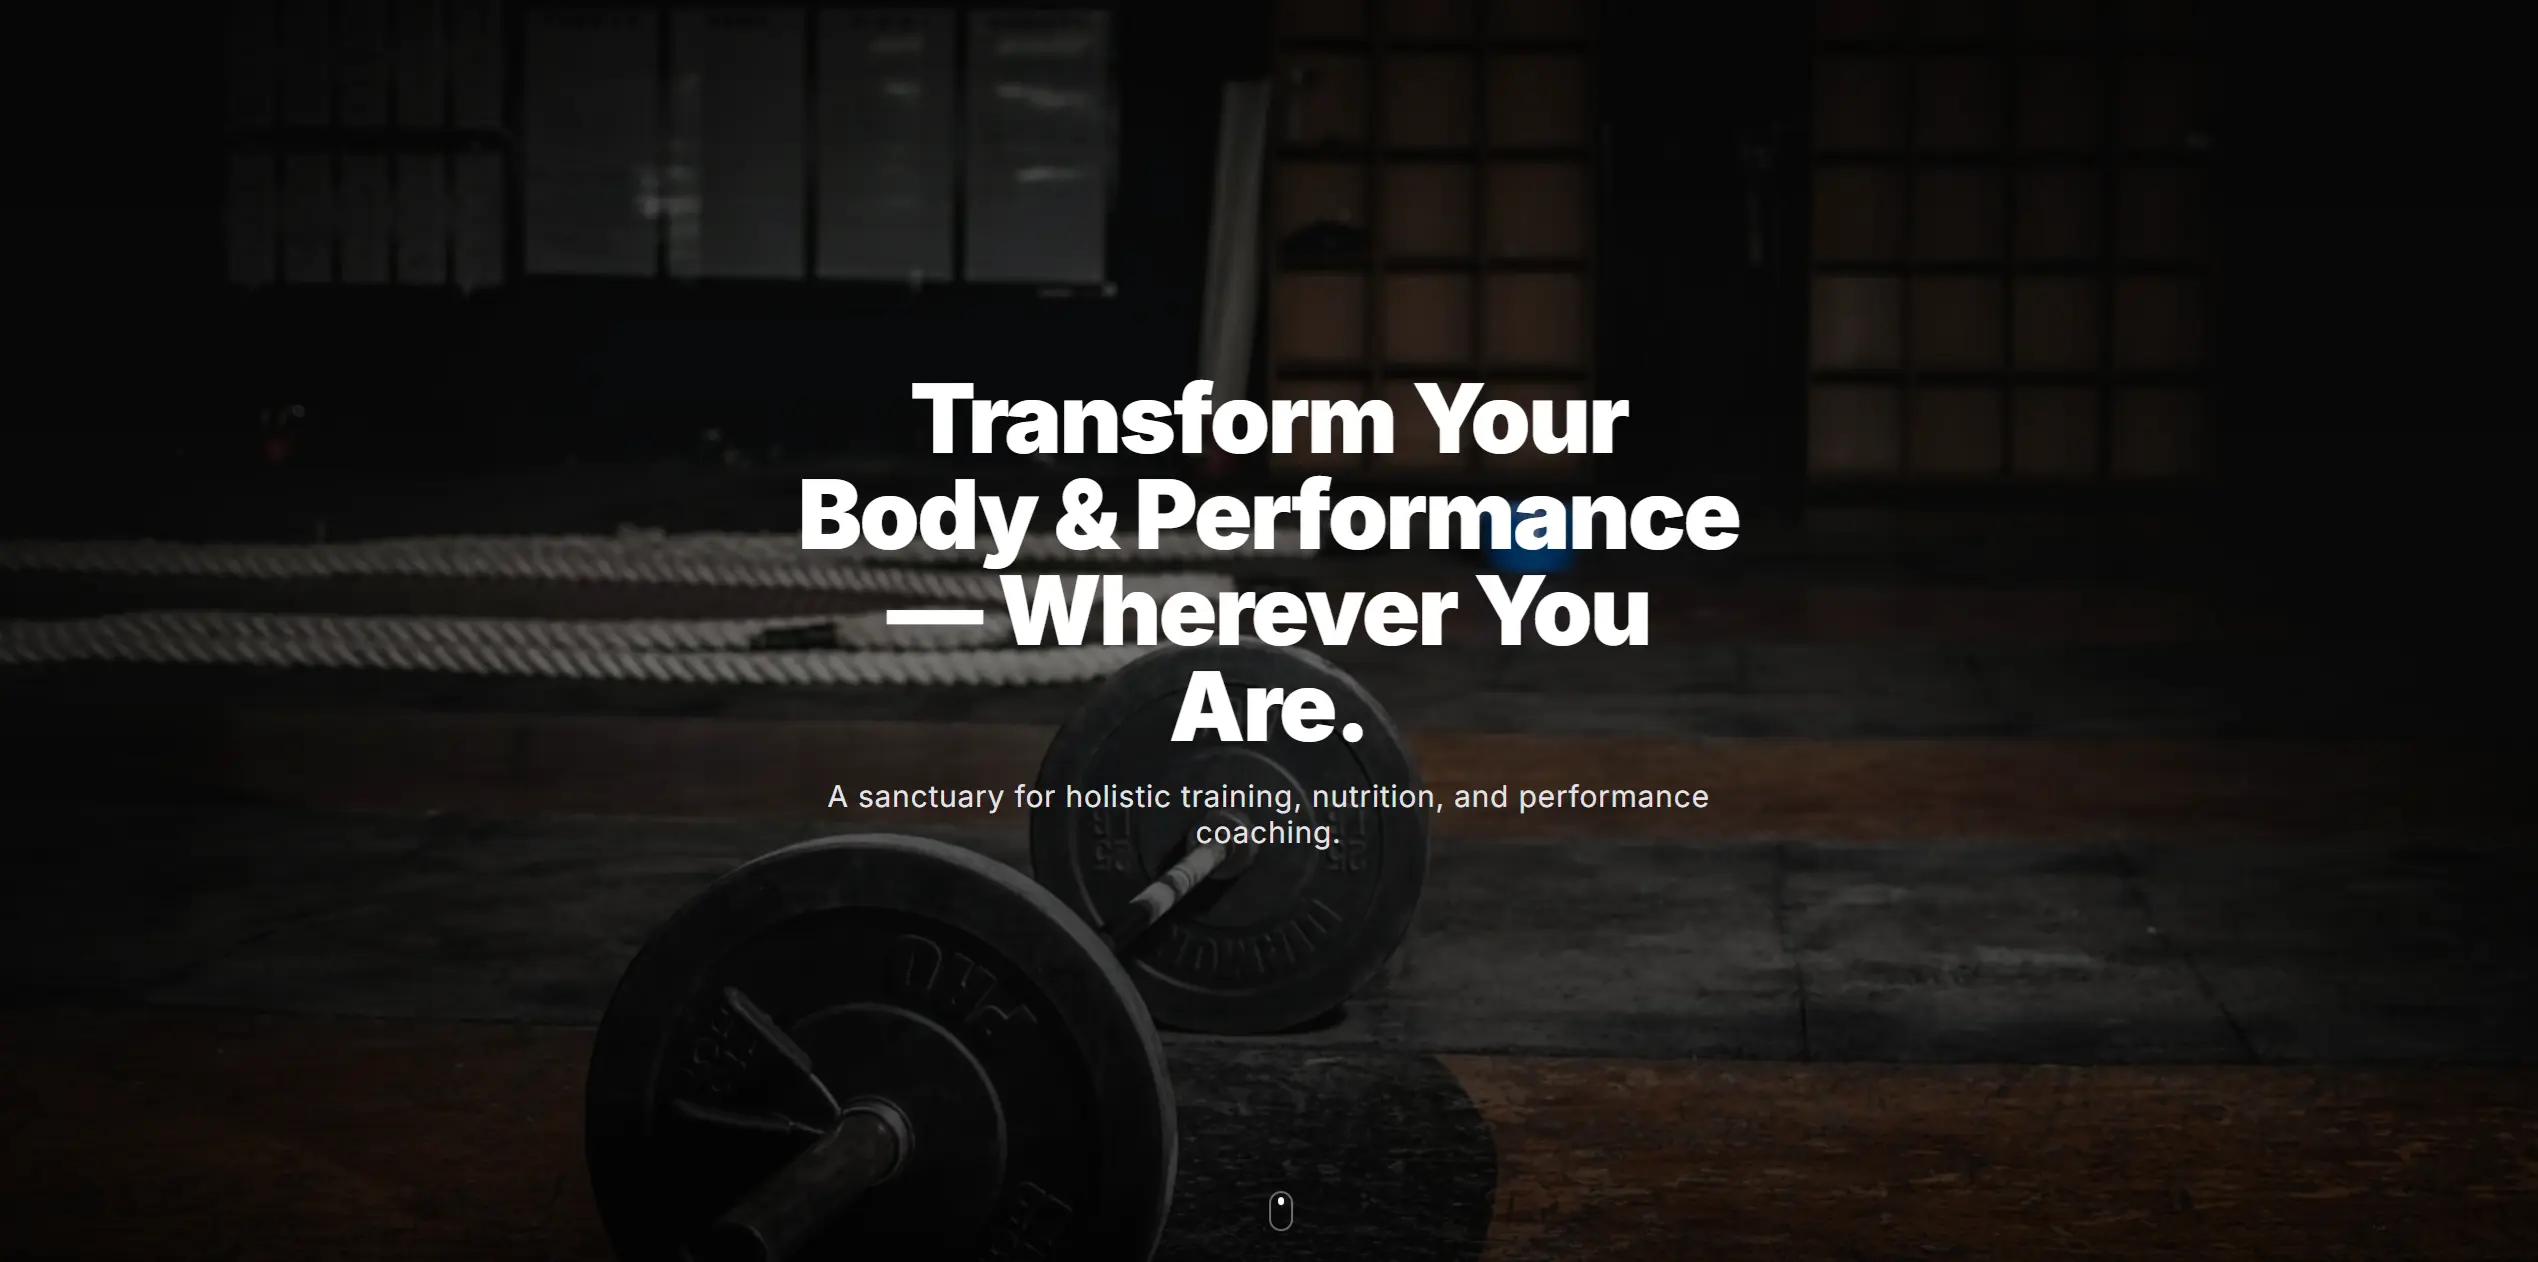 Transform Your
Body & Performance
— Wherever You
Are.
A sanctuary for holistic training, nutrition, and performance
coaching.